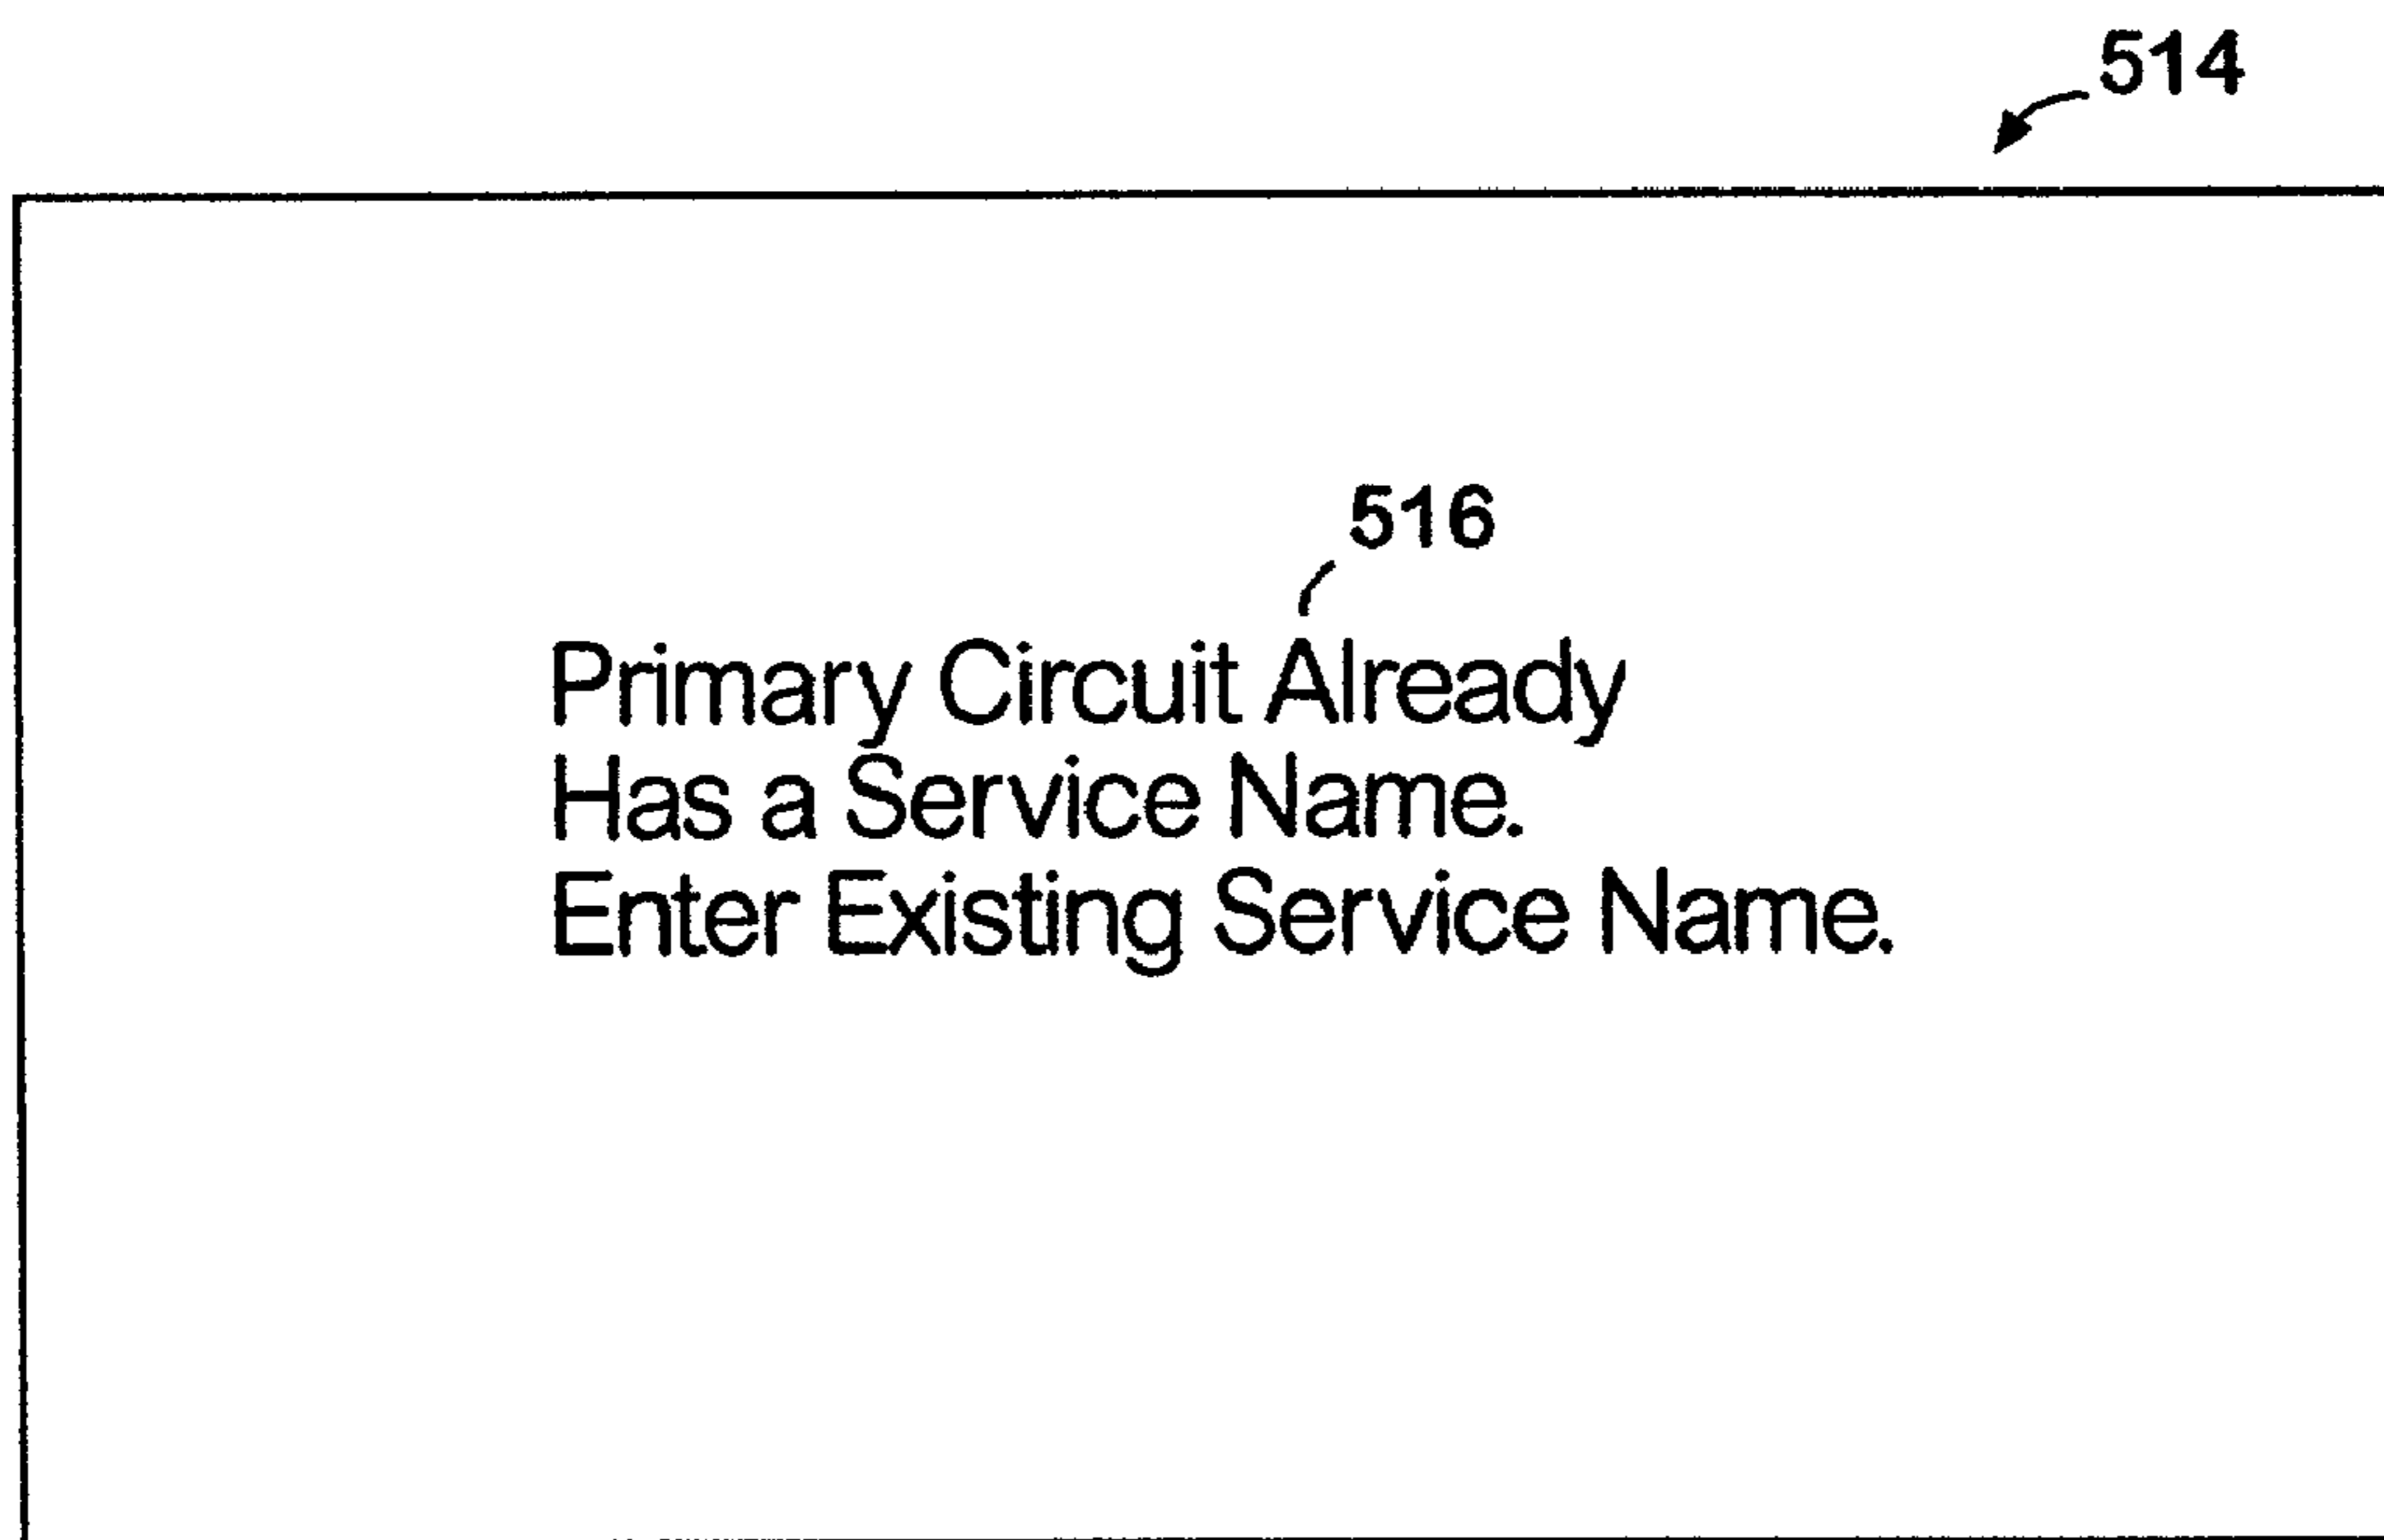 514
516
Primary Circuit Already
Has a Service Name.
Enter Existing Service Name.